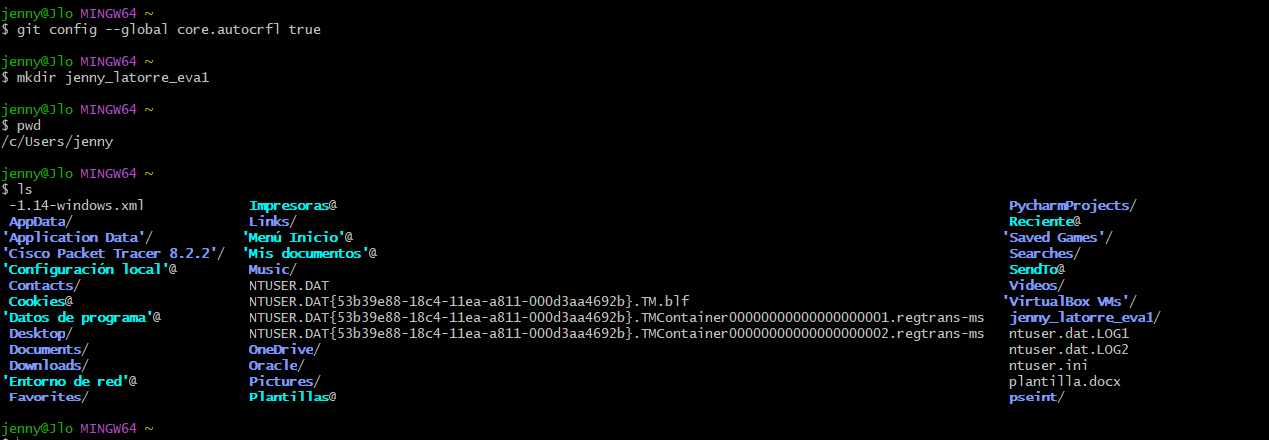 jenny@Jlo MINGW64 ~
$ git config --global core.autocrfl true
jenny@Jlo MINGW64 ~
$ mkdir jenny_latorre_eva1
jenny@Jlo MINGW64 ~
$ pwd
/c/Users/jenny
jenny@Jlo MINGW64 ~
$ ls
-1.14-windows.xml Impresoras@ PycharmProjects/
AppData/ Links/ Reciente@
'Application Data'/ 'Menú Inicio'@ 'Saved Games'/
'Cisco Packet Tracer 8.2.2'/ 'Mis documentos'@ Searches/
'Configuración local'@ Music/ SendTo@
Contacts/ NTUSER.DAT Videos/
Cookies@ NTUSER.DAT{53b39e88-18c4-11ea-a811-000d3aa4692b}.TM.blf 'VirtualBox VMs'/
'Datos de programa'@ NTUSER.DAT{53b39e88-18c4-11ea-a811-000d3aa4692b}.TMContainer00000000000000000001.regtrans-ms jenny_latorre_eva1/
Desktop/ NTUSER.DAT{53b39e88-18c4-11ea-a811-000d3aa4692b}.TMContainer00000000000000000002.regtrans-ms ntuser.dat.LOG1
Documents/ OneDrive/ ntuser.dat.LOG2
Downloads/ Oracle/ ntuser.ini
'Entorno de red'@ Pictures/ plantilla.docx
Favorites/ Plantillas@ pseint/
jenny@Jlo MINGW64 ~